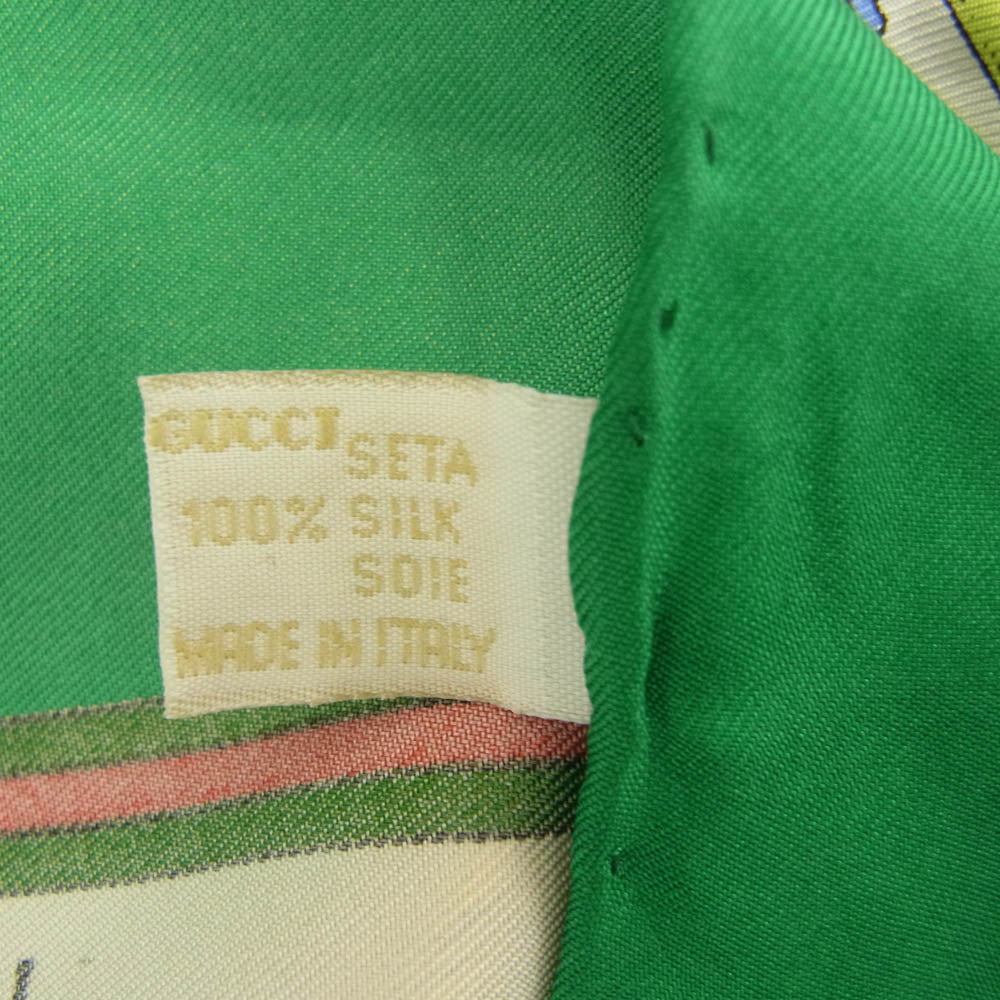 GUCCI SETA
100% SILK
SOIE
MADE IN ITALY